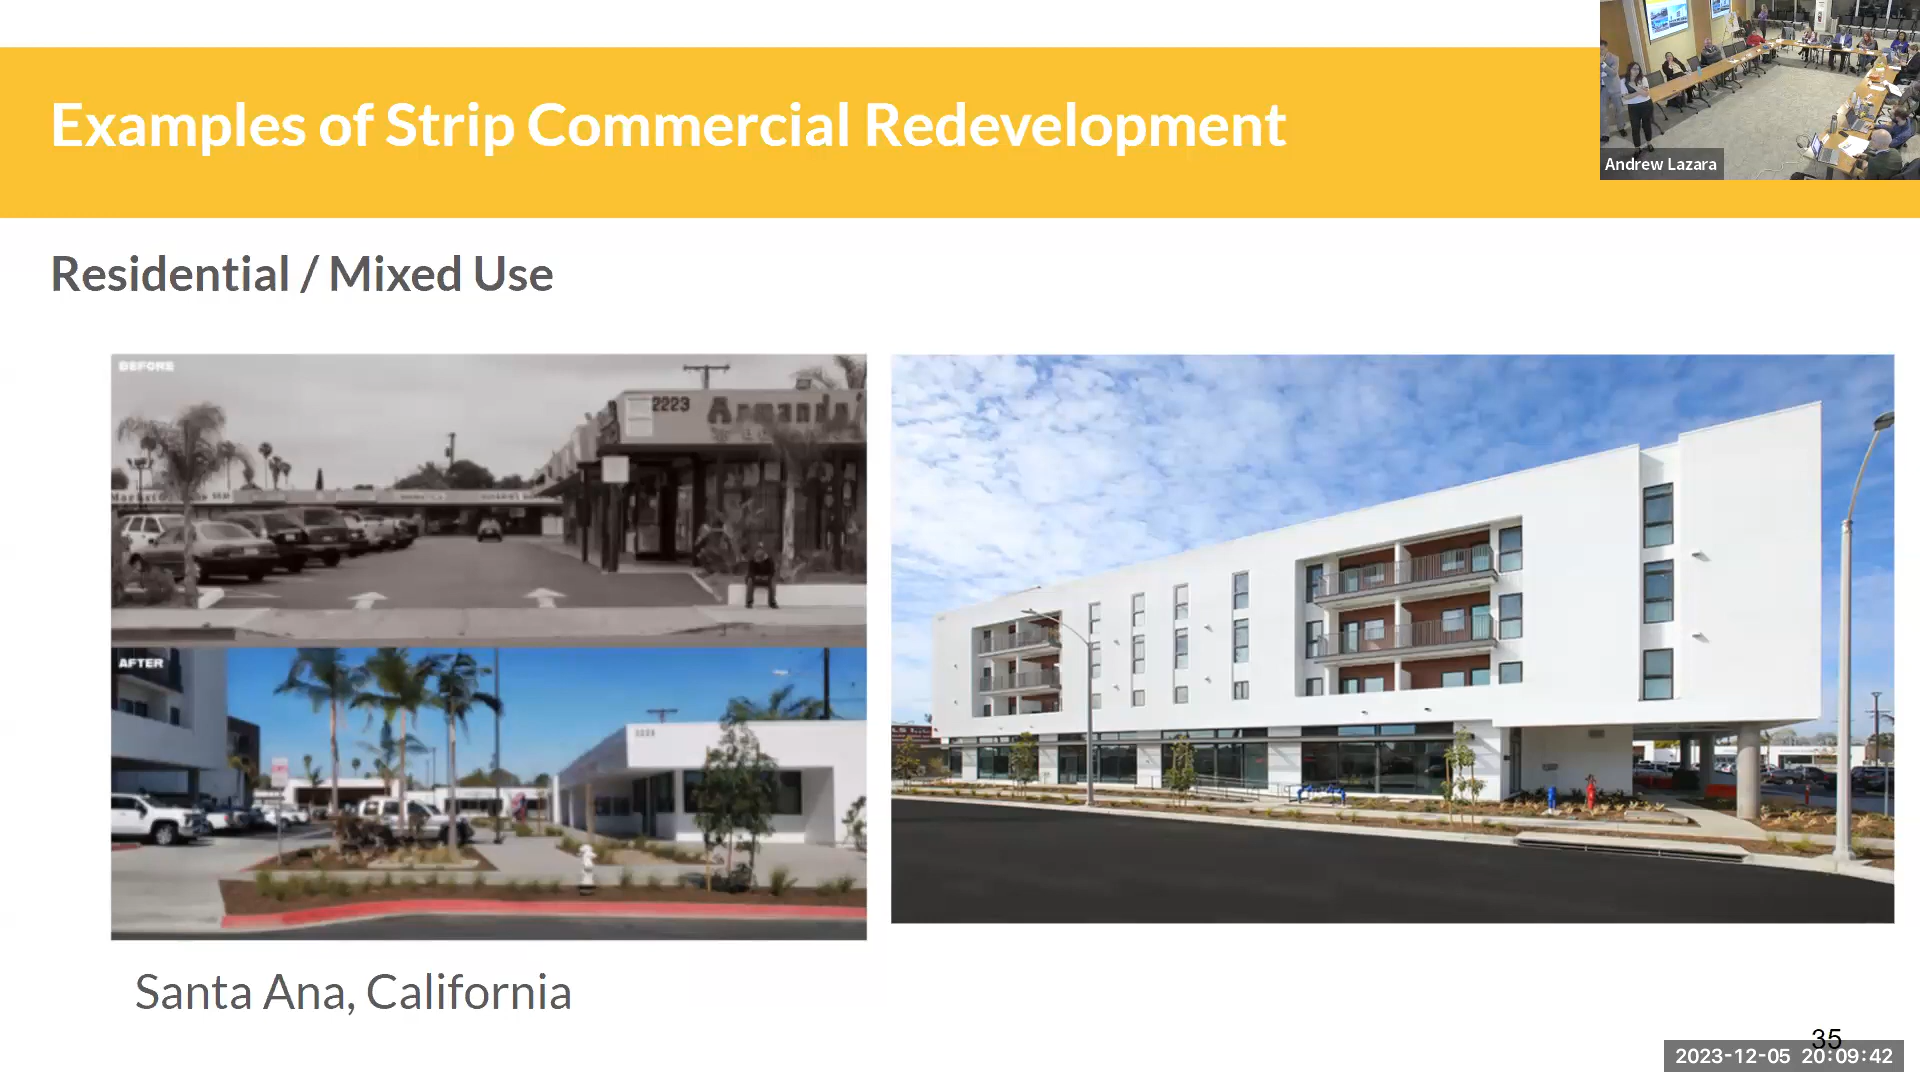 Examples of Strip Commercial Redevelopment
Andrew Lazara
Residential / Mixed Use
BEFORE
2223
AFTER
Santa Ana, California
35
2023-12-05 20:09:42